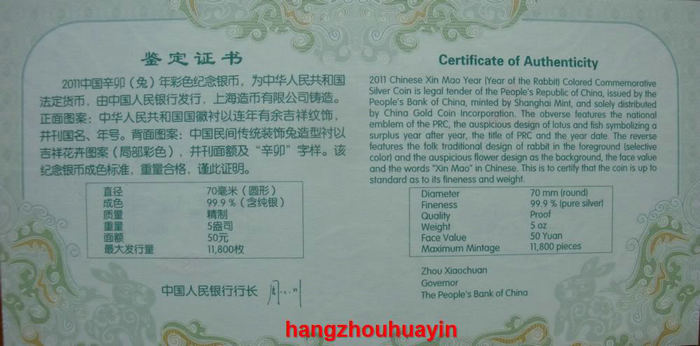 鉴定证书
2011中国辛卯（兔）年彩色纪念银币，为中华人民共和国
法定货币，由中国人民银行发行，上海造币有限公司铸造。
正面图案：中华人民共和国国徽衬以连年有余吉祥纹饰，
并刊国名、年号。背面图案：中国民间传统装饰兔造型衬以
吉祥花卉图案（局部彩色），并刊面额及“辛卯”字样。该
纪念银币成色标准，重量合格，谨此证明。
直径 70毫米（圆形）
成色 99.9%（含纯银）
质量 精制
重量 5盎司
面额 50元
最大发行量 11,800枚
中国人民银行行长
Certificate of Authenticity
2011 Chinese Xin Mao Year (Year of the Rabbit) Colored Commemorative
Silver Coin is legal tender of the People's Republic of China, issued by the
People's Bank of China, minted by Shanghai Mint, and solely distributed
by China Gold Coin Incorporation. The obverse features the national
emblem of the PRC, the auspicious design of lotus and fish symbolizing a
surplus year after year, the title of PRC and the year date. The reverse
features the folk traditional design of rabbit in the foreground (selective
color) and the auspicious flower design as the background, the face value
and the words "Xin Mao" in Chinese. This is to certify that the coin is up to
standard as to its fineness and weight.
Diameter 70 mm (round)
Fineness 99.9 % (pure silver)
Quality Proof
Weight 5 oz
Face Value 50 Yuan
Maximum Mintage 11,800 pieces
Zhou Xiaochuan
Governor
The People's Bank of China
hangzhouhuayin